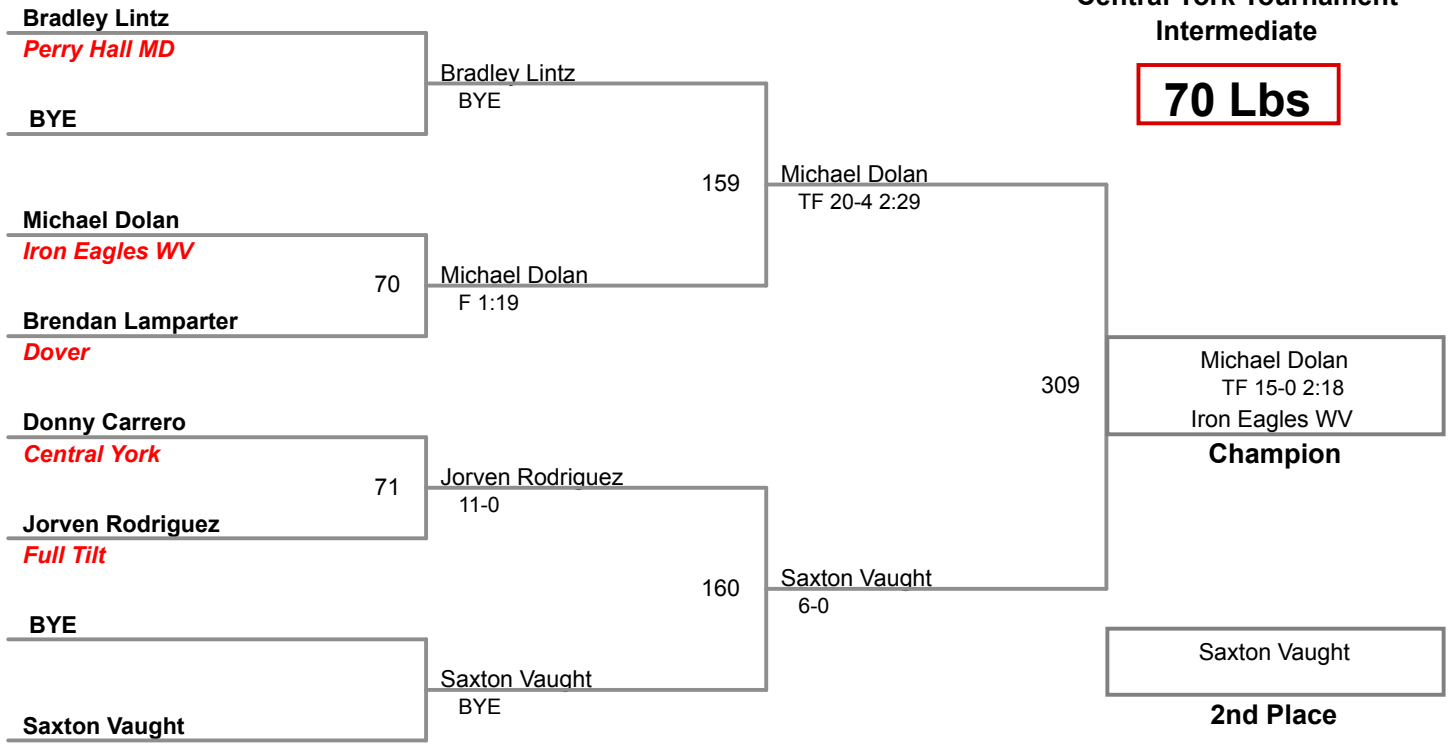 Central York Tournament
Intermediate
70 Lbs
Bradley Lintz
Perry Hall MD
BYE
Michael Dolan
Iron Eagles WV
Brendan Lamparter
Dover
Donny Carrero
Central York
Jorven Rodriguez
Full Tilt
BYE
Saxton Vaught
Bradley Lintz
BYE
70
Michael Dolan
F 1:19
71
Jorven Rodriguez
11-0
Saxton Vaught
BYE
159
Michael Dolan
TF 20-4 2:29
160
Saxton Vaught
6-0
309
Michael Dolan
TF 15-0 2:18
Iron Eagles WV
Champion
Saxton Vaught
2nd Place